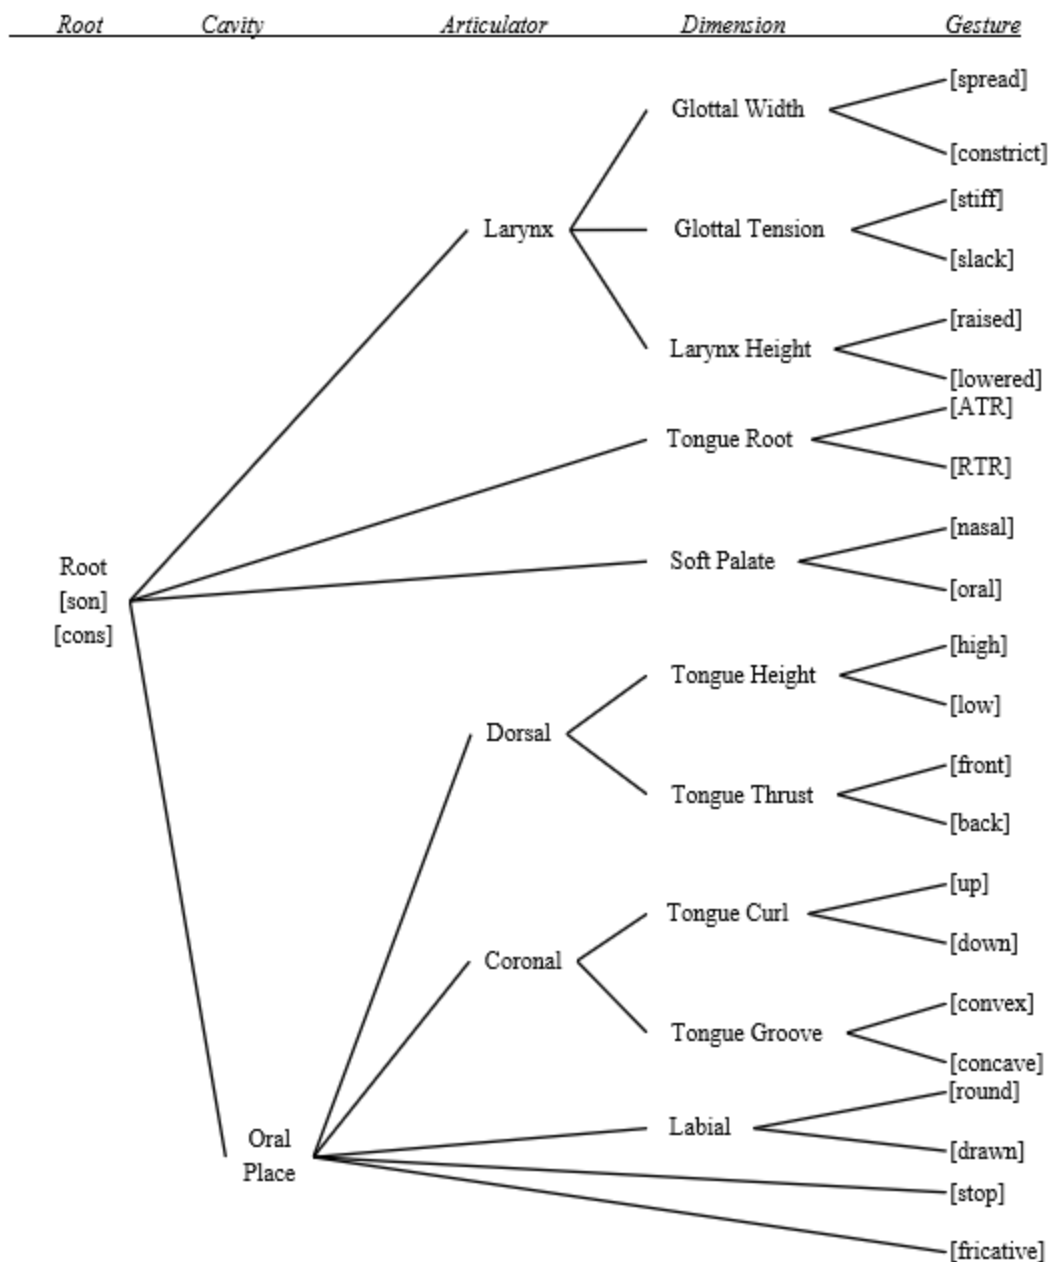 Root Cavity Articulator Dimension Gesture
[spread]
Glottal Width
[constrict]
[stiff]
Larynx Glottal Tension
[slack]
[raised]
Larynx Height
[lowered]
[ATR]
Tongue Root
[RTR]
[nasal]
Soft Palate
Root
[oral]
[son]
[cons]
[high]
Tongue Height
[low]
Dorsal
[front]
Tongue Thrust
[back]
[up]
Tongue Curl
[down]
Coronal
[convex]
Tongue Groove
[concave]
[round]
Labial
Oral
[drawn]
Place
[stop]
[fricative]